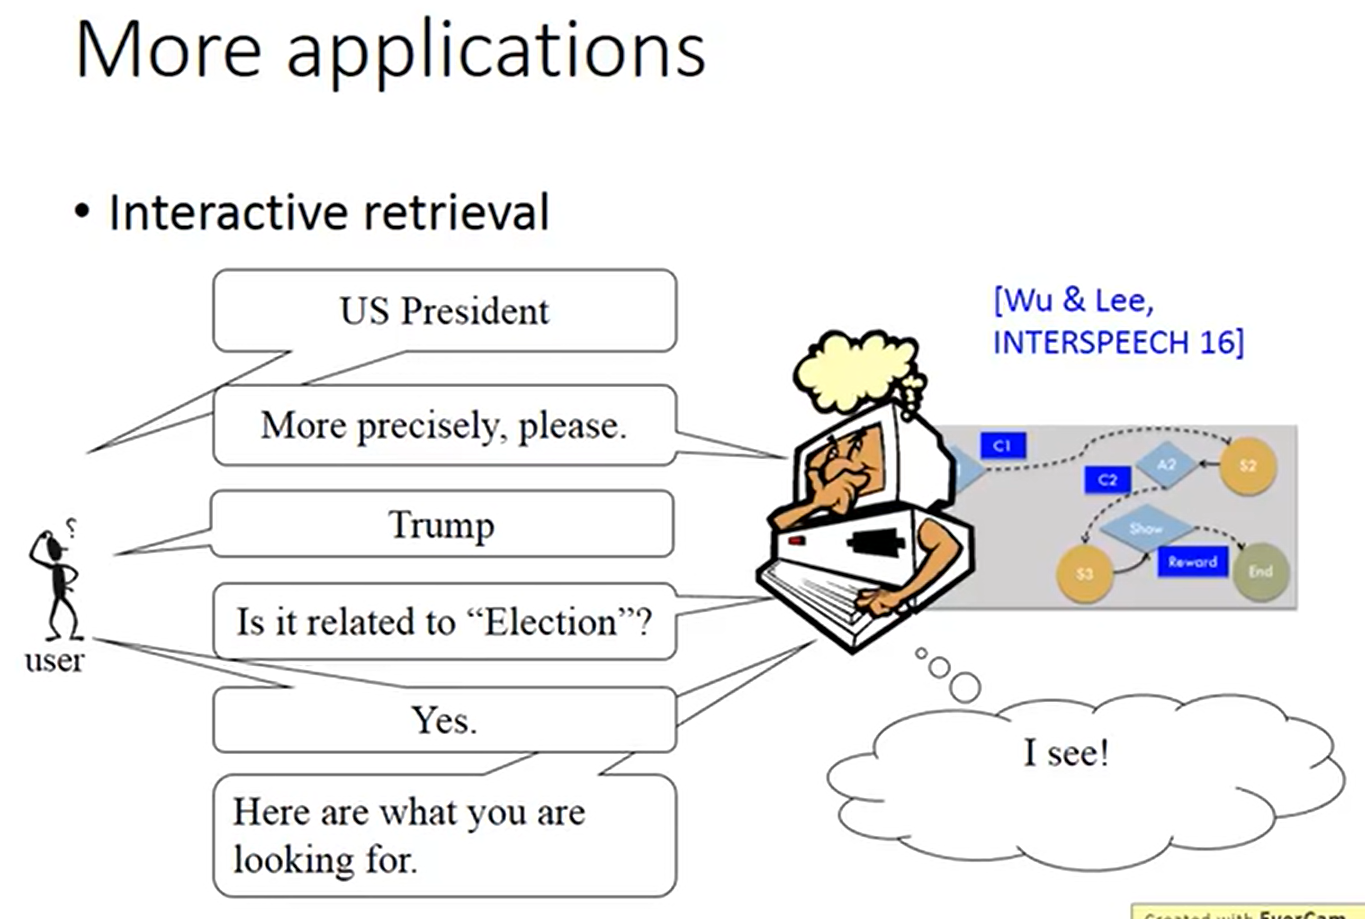 More applications
• Interactive retrieval
US President
More precisely, please.
Trump
Is it related to “Election”?
Yes.
Here are what you are
looking for.
user
[Wu & Lee,
INTERSPEECH 16]
C1
A2
S2
C2
Show
S3
Reward
End
I see!
Created with EverCam